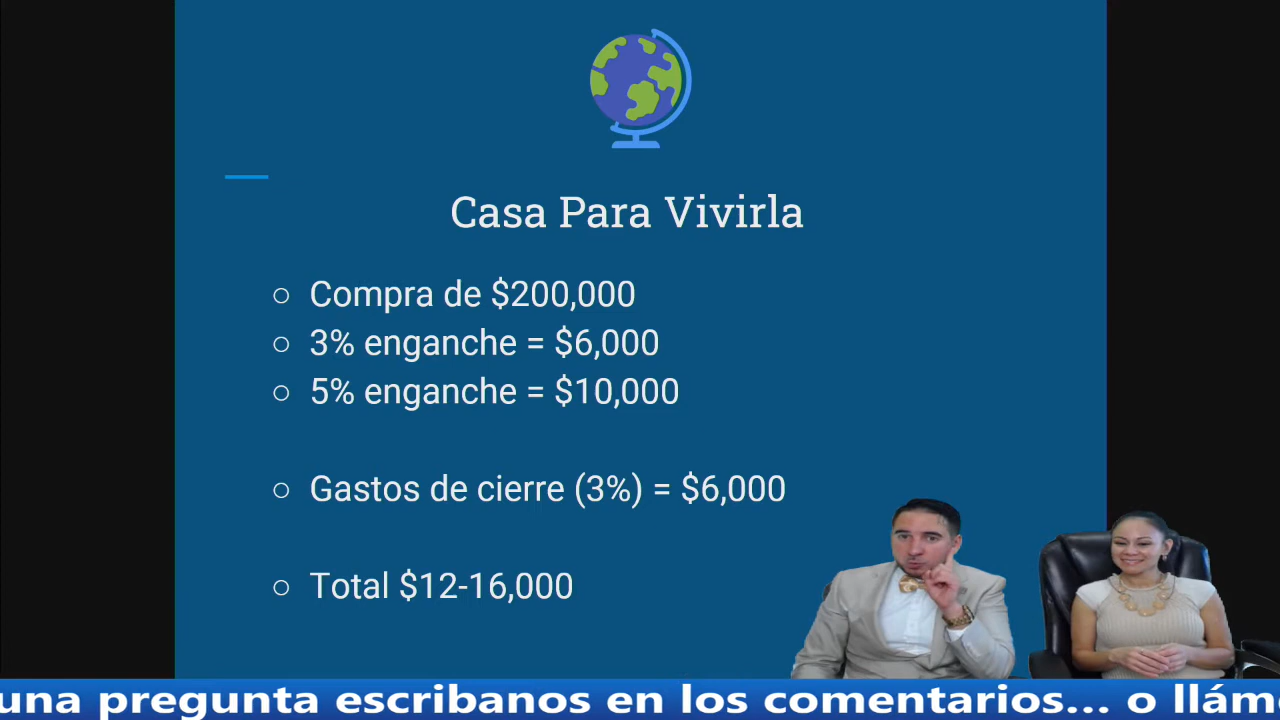 Casa Para Vivirla
Compra de $200,000
3% enganche = $6,000
5% enganche = $10,000
Gastos de cierre (3%) = $6,000
Total $12-16,000
una pregunta escribanos en los comentarios... o lláma